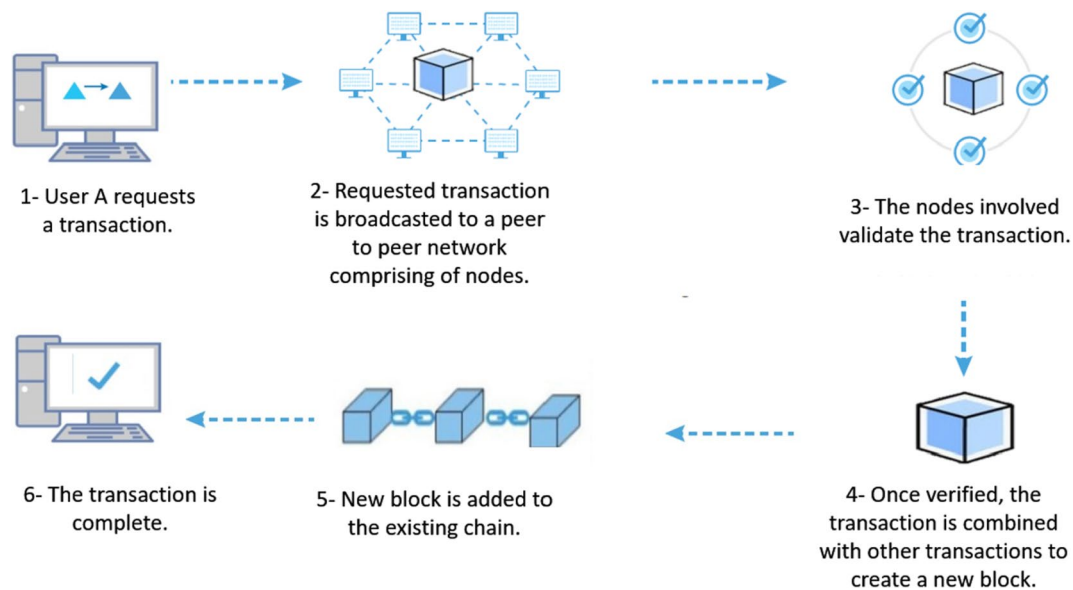 1- User A requests
a transaction.
2- Requested transaction
is broadcasted to a peer
to peer network
comprising of nodes.
3- The nodes involved
validate the transaction.
4- Once verified, the
transaction is combined
with other transactions to
create a new block.
5- New block is added to
the existing chain.
6- The transaction is
complete.